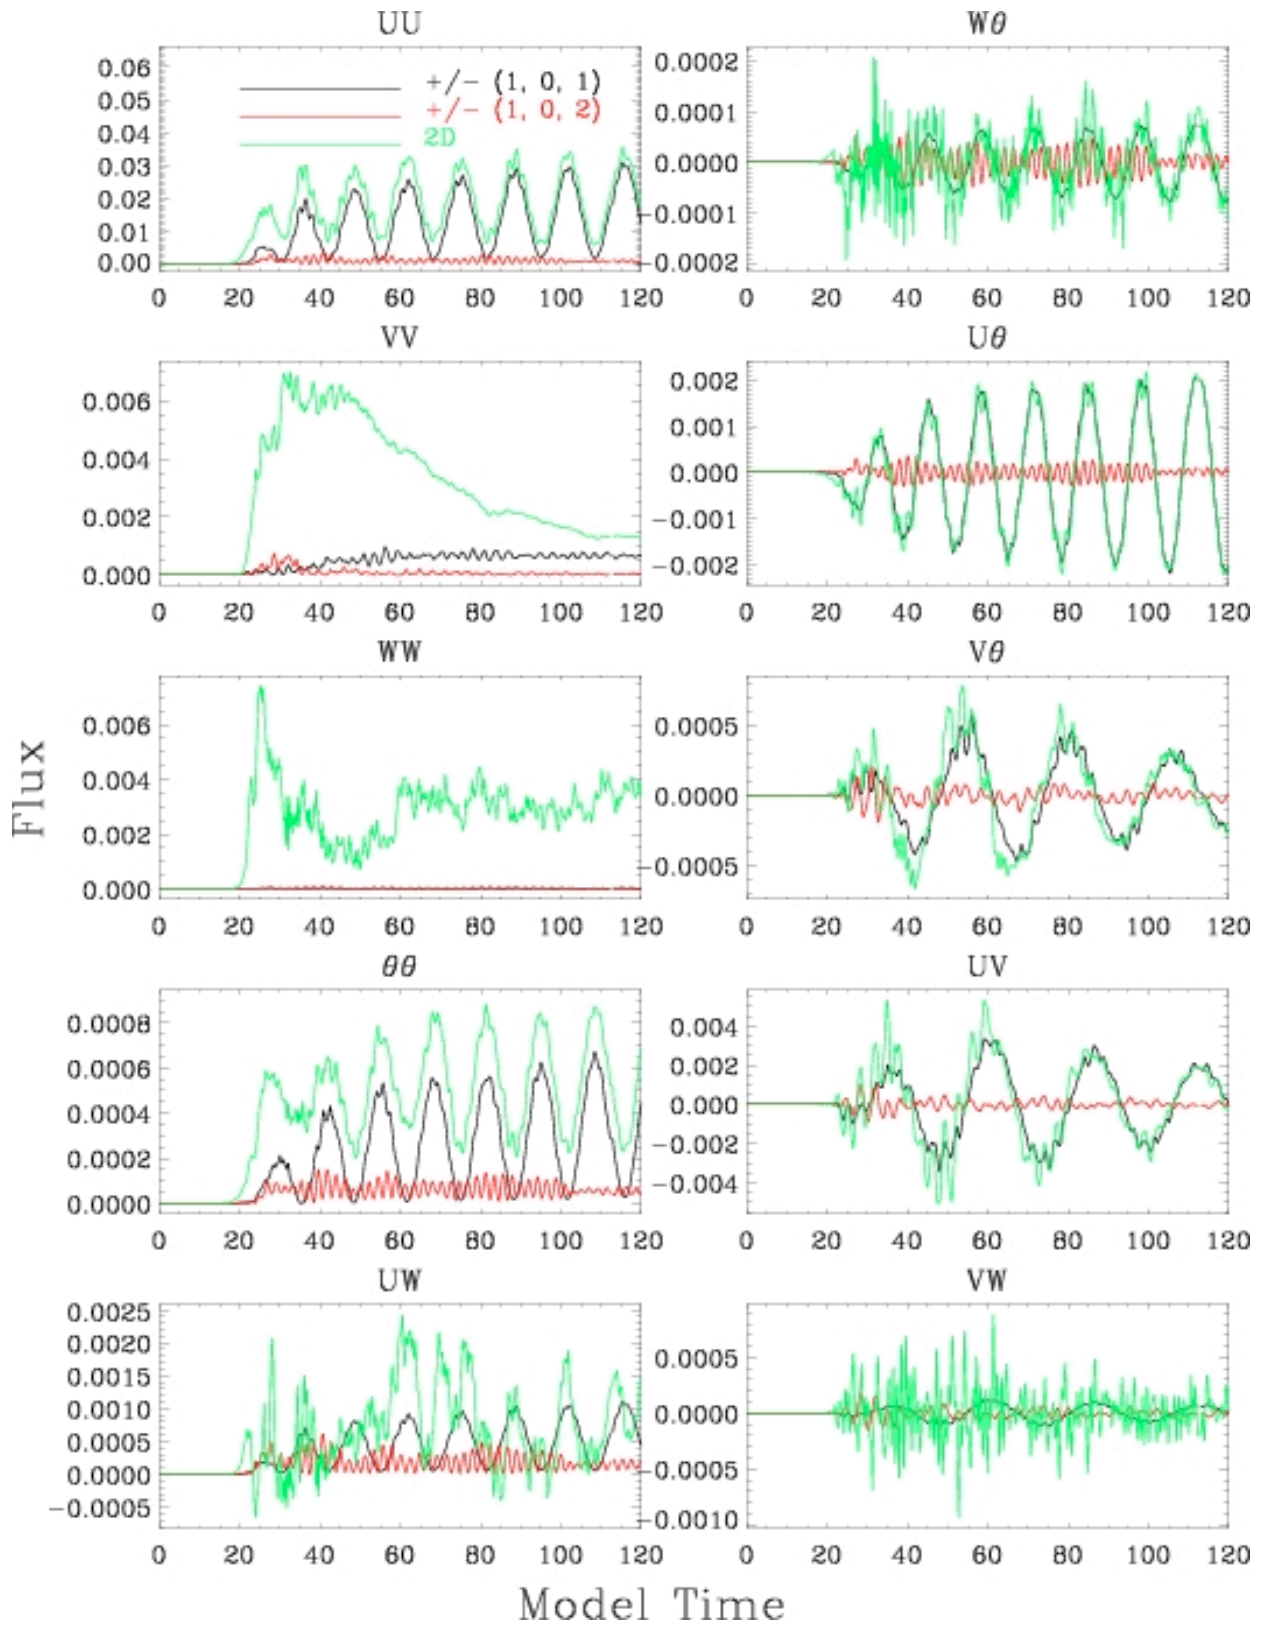 UU
0.06
0.05
0.04
0.03
0.02
0.01
0.00
+/- (1, 0, 1)
+/- (1, 0, 2)
2D
0 20 40 60 80 100 120
Wθ
0.0002
0.0001
0.0000
-0.0001
-0.0002
0 20 40 60 80 100 120
VV
0.006
0.004
0.002
0.000
0 20 40 60 80 100 120
Uθ
0.002
0.001
0.000
-0.001
-0.002
0 20 40 60 80 100 120
WW
0.006
0.004
0.002
0.000
0 20 40 60 80 100 120
Vθ
0.0005
0.0000
-0.0005
0 20 40 60 80 100 120
Flux
θθ
0.0008
0.0006
0.0004
0.0002
0.0000
0 20 40 60 80 100 120
UV
0.004
0.002
0.000
-0.002
-0.004
0 20 40 60 80 100 120
UW
0.0025
0.0020
0.0015
0.0010
0.0005
0.0000
-0.0005
0 20 40 60 80 100 120
VW
0.0005
0.0000
-0.0005
-0.0010
0 20 40 60 80 100 120
Model Time